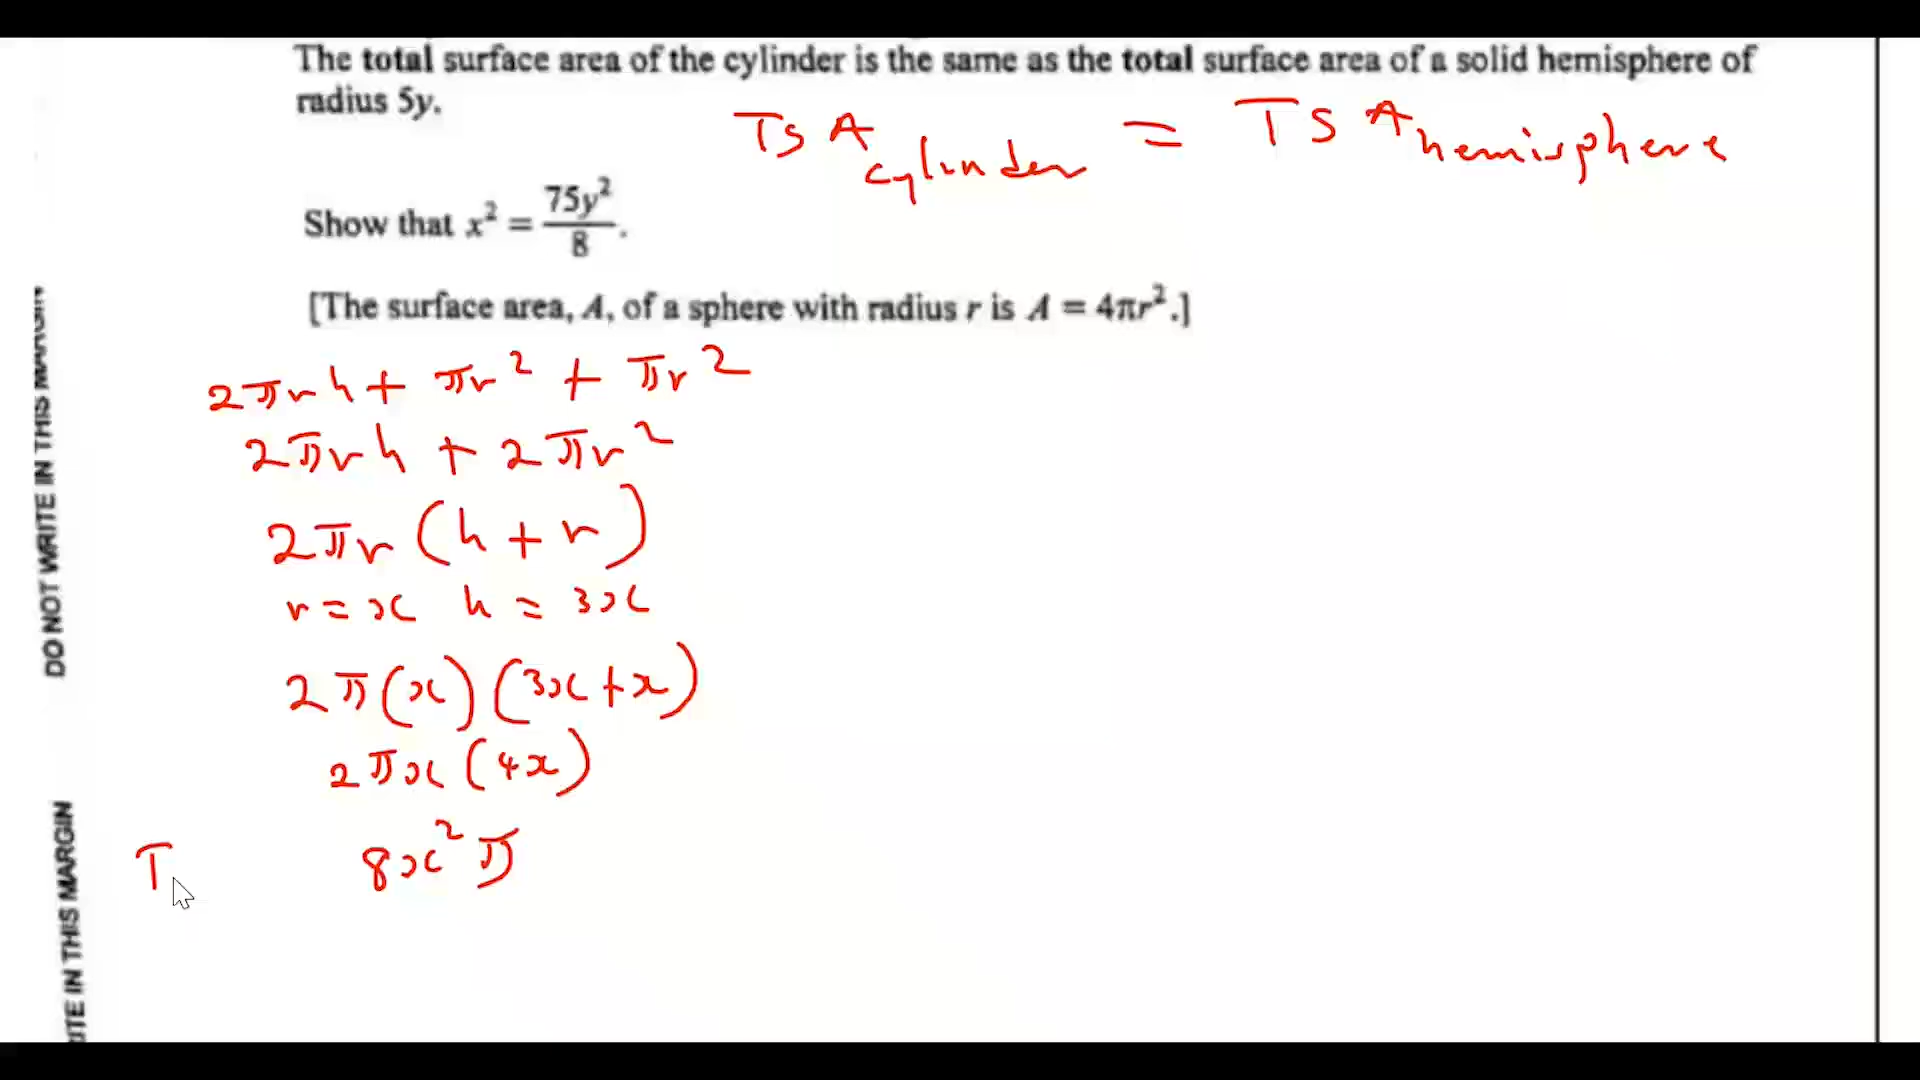 The total surface area of the cylinder is the same as the total surface area of a solid hemisphere of
radius 5y.
TSA cylinder = TSA hemisphere
Show that x² = 75y²/8.
[The surface area, A, of a sphere with radius r is A = 4πr².]
2πrh + πr² + πr²
2πrh + 2πr²
2πr(h + r)
r = x h = 3x
2π(x)(3x+x)
2πx(4x)
8x²π
T
DO NOT WRITE IN THIS MARGIN
ITE IN THIS MARGIN